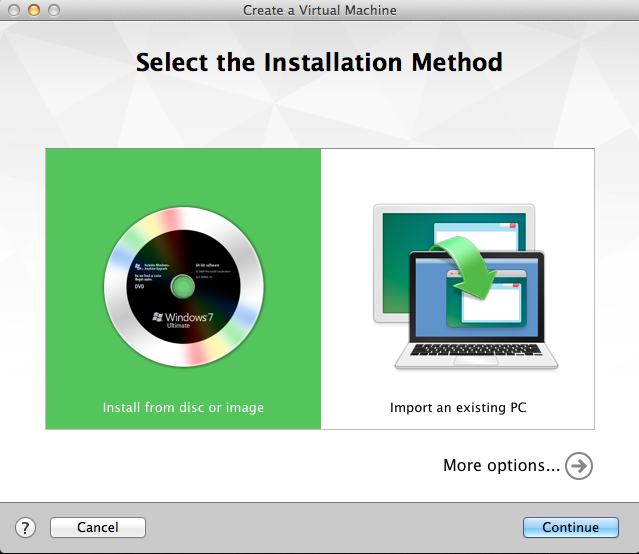 Create a Virtual Machine
Select the Installation Method
64-bit software
DVD
Windows 7
Ultimate
Install from disc or image
Import an existing PC
More options...
?
Cancel
Continue